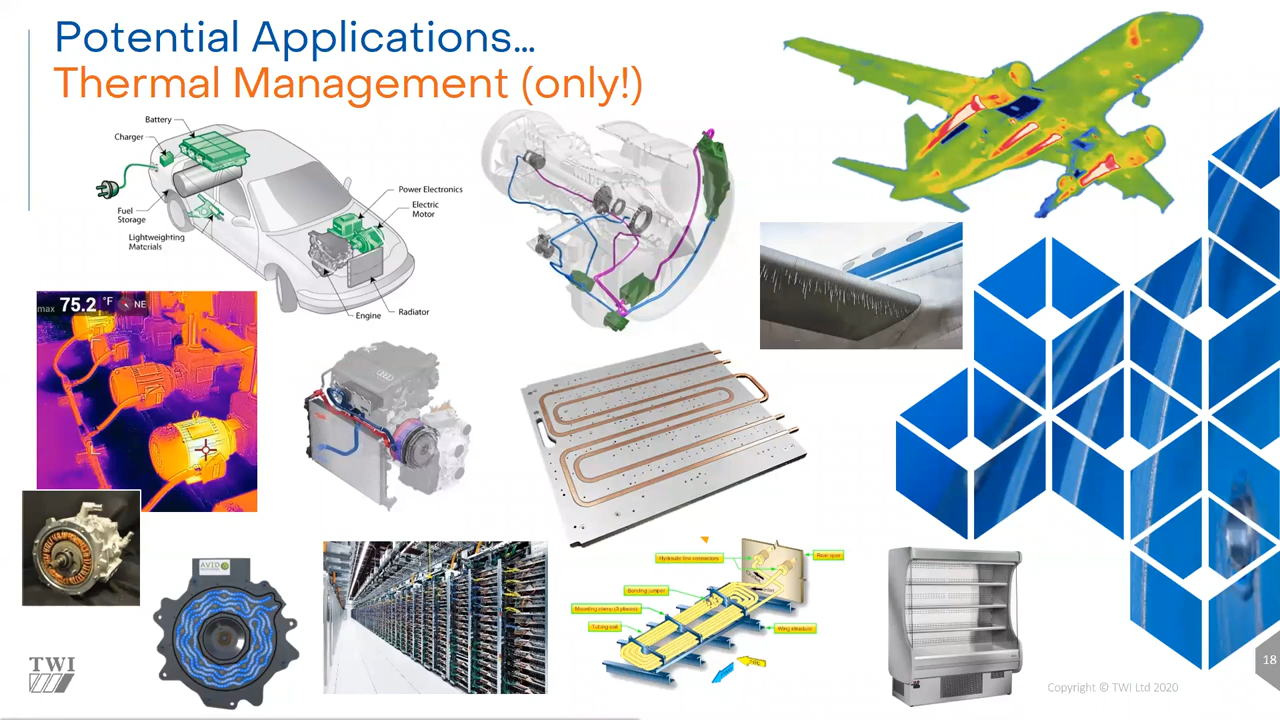 Potential Applications...
Thermal Management (only!)
Battery
Charger
Fuel
Storage
Lightweighting
Materials
Power Electronics
Electric
Motor
Engine
Radiator
max 75.2 °F NE
AVID
Hydraulic line connectors
Rear spar
Bonding jumper
Mounting clamp (3 places)
Tubing coil
Wing structure
TWI
Copyright © TWI Ltd 2020
18